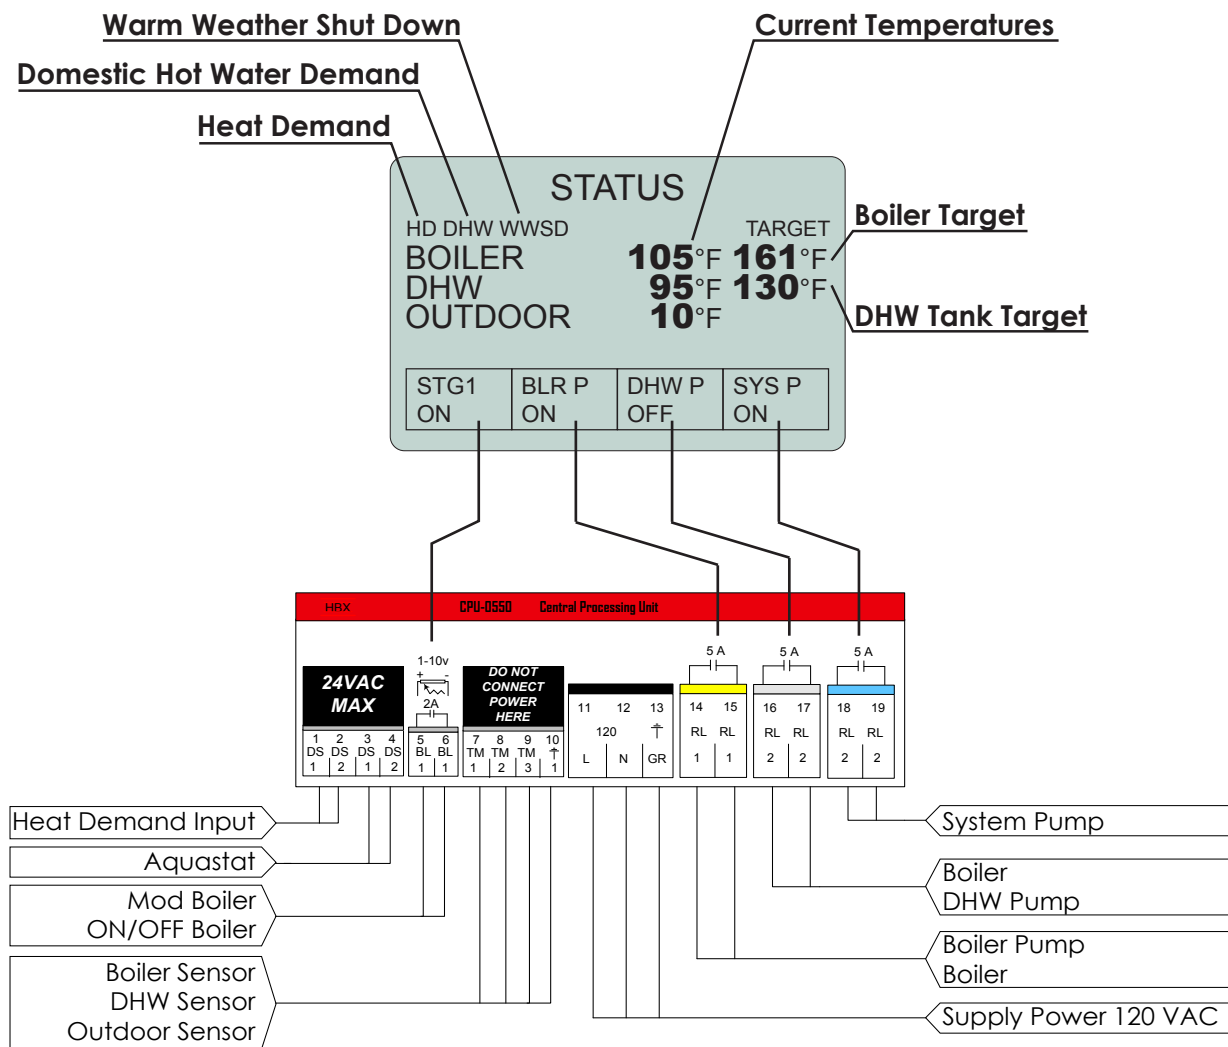 Warm Weather Shut Down
Current Temperatures
Domestic Hot Water Demand
Heat Demand
STATUS
HD DHW WWSD TARGET
Boiler Target
BOILER 105°F 161°F
DHW 95°F 130°F
OUTDOOR 10°F
DHW Tank Target
STG1 BLR P DHW P SYS P
ON ON OFF ON
HBX CPU-0550 Central Processing Unit
24VAC
MAX
1-10v
+ -
2A
DO NOT
CONNECT
POWER
HERE
5 A 5 A 5 A
1 2 3 4 5 6 7 8 9 10 11 12 13 14 15 16 17 18 19
DS DS DS DS BL BL TM TM TM 120 RL RL RL RL RL RL
1 2 1 2 1 1 1 2 3 1 L N GR 1 1 2 2 2 2
Heat Demand Input
Aquastat
Mod Boiler
ON/OFF Boiler
Boiler Sensor
DHW Sensor
Outdoor Sensor
System Pump
Boiler
DHW Pump
Boiler Pump
Boiler
Supply Power 120 VAC